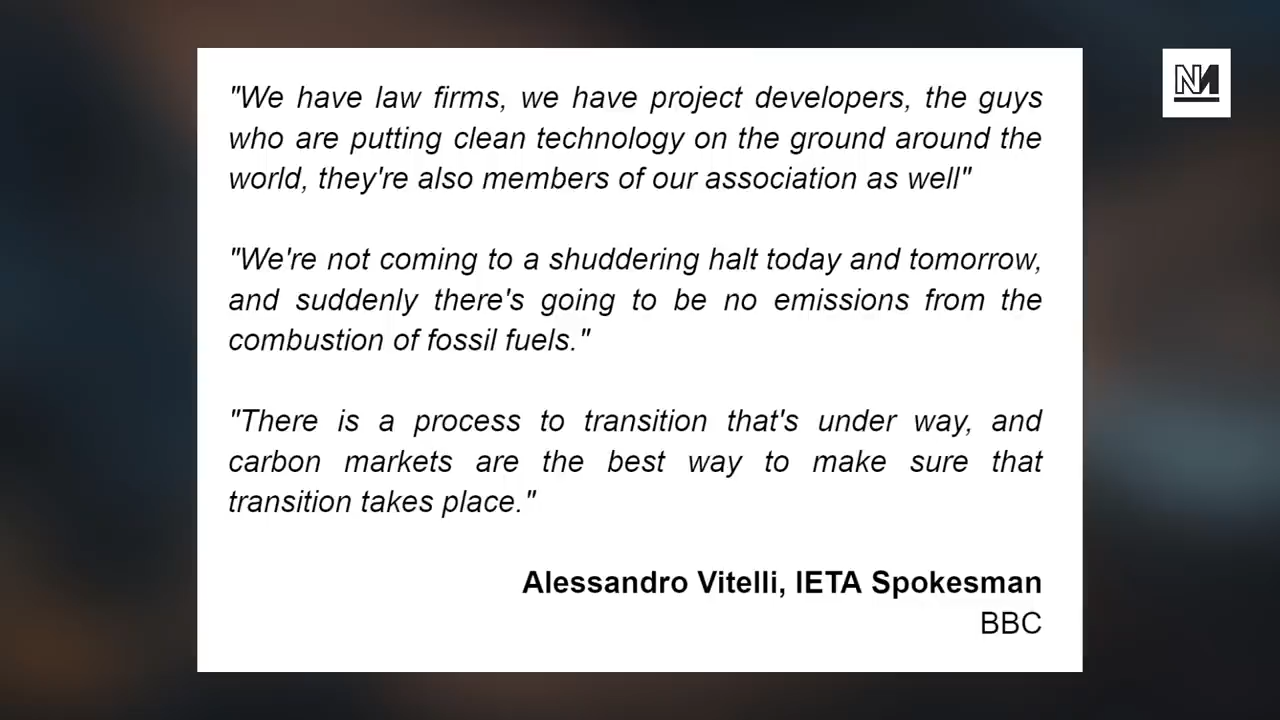 "We have law firms, we have project developers, the guys
who are putting clean technology on the ground around the
world, they're also members of our association as well"
"We're not coming to a shuddering halt today and tomorrow,
and suddenly there's going to be no emissions from the
combustion of fossil fuels."
"There is a process to transition that's under way, and
carbon markets are the best way to make sure that
transition takes place."
Alessandro Vitelli, IETA Spokesman
BBC
NM